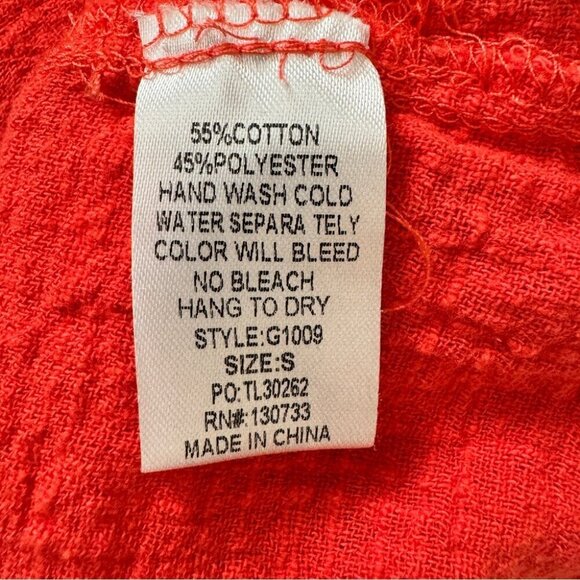 55%COTTON
45%POLYESTER
HAND WASH COLD
WATER SEPARA TELY
COLOR WILL BLEED
NO BLEACH
HANG TO DRY
STYLE:G1009
SIZE:S
PO:TL30262
RN#:130733
MADE IN CHINA